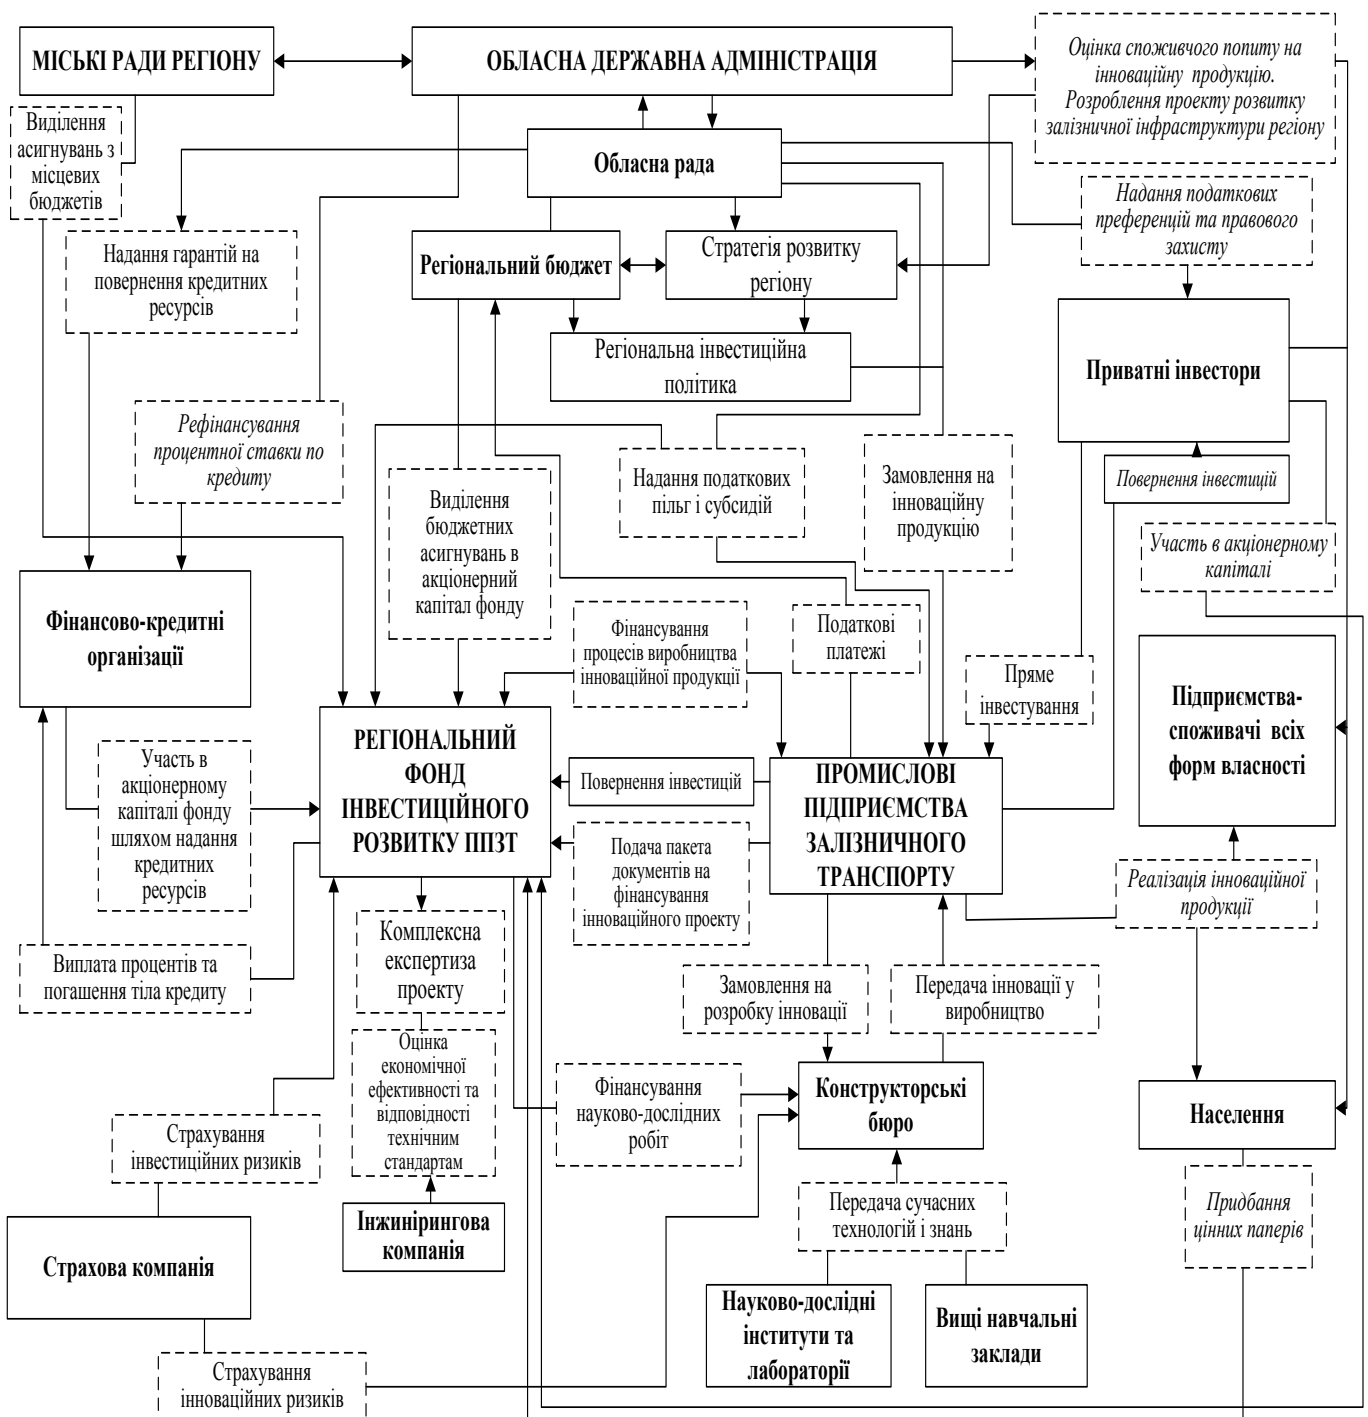 МІСЬКІ РАДИ РЕГІОНУ
ОБЛАСНА ДЕРЖАВНА АДМІНІСТРАЦІЯ
Оцінка споживчого попиту на
інноваційну продукцію.
Розроблення проекту розвитку
залізничної інфраструктури регіону
Виділення
асигнувань з
місцевих
бюджетів
Обласна рада
Надання податкових
преференцій та правового
захисту
Надання гарантій на
повернення кредитних
ресурсів
Регіональний бюджет
Стратегія розвитку
регіону
Регіональна інвестиційна
політика
Приватні інвестори
Рефінансування
процентної ставки по
кредиту
Виділення
бюджетних
асигнувань в
акціонерний
капітал фонду
Надання податкових
пільг і субсидій
Замовлення на
інноваційну
продукцію
Повернення інвестицій
Участь в акціонерному
капіталі
Фінансово-кредитні
організації
Фінансування
процесів виробництва
інноваційної продукції
Податкові
платежі
Пряме
інвестування
Підприємства-
споживачі всіх
форм власності
РЕГІОНАЛЬНИЙ
ФОНД
ІНВЕСТИЦІЙНОГО
РОЗВИТКУ ППЗТ
Участь в
акціонерному
капіталі фонду
шляхом надання
кредитних
ресурсів
Повернення інвестицій
ПРОМИСЛОВІ
ПІДПРИЄМСТВА
ЗАЛІЗНИЧНОГО
ТРАНСПОРТУ
Подача пакета
документів на
фінансування
інноваційного проекту
Реалізація інноваційної
продукції
Виплата процентів та
погашення тіла кредиту
Комплексна
експертиза
проекту
Замовлення на
розробку інновації
Передача інновації у
виробництво
Оцінка
економічної
ефективності та
відповідності
технічним
стандартам
Фінансування
науково-дослідних
робіт
Конструкторські
бюро
Населення
Страхування
інвестиційних ризиків
Інжинірингова
компанія
Передача сучасних
технологій і знань
Придбання
цінних паперів
Страхова компанія
Науково-дослідні
інститути та
лабораторії
Вищі навчальні
заклади
Страхування
інноваційних ризиків